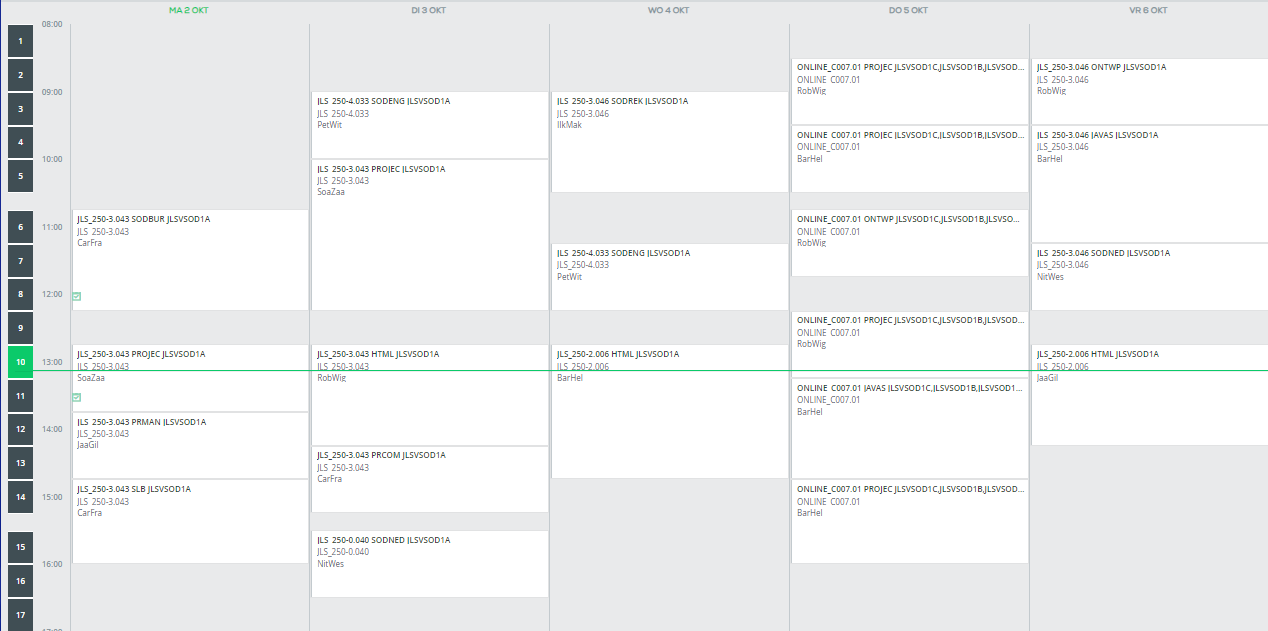 MA 2 OKT
DI 3 OKT
WO 4 OKT
DO 5 OKT
VR 6 OKT
08:00
09:00
10:00
11:00
12:00
13:00
14:00
15:00
16:00
1
2
3
4
5
6
7
8
9
10
11
12
13
14
15
16
17
JLS_250-3.043 SODBUR JLSVSOD1A
JLS_250-3.043
CarFra
JLS_250-3.043 PROJEC JLSVSOD1A
JLS_250-3.043
SoaZaa
JLS_250-3.043 PRMAN JLSVSOD1A
JLS_250-3.043
JaaGil
JLS_250-3.043 SLB JLSVSOD1A
JLS_250-3.043
CarFra
JLS_250-4.033 SODENG JLSVSOD1A
JLS_250-4.033
PetWit
JLS_250-3.043 PROJEC JLSVSOD1A
JLS_250-3.043
SoaZaa
JLS_250-3.043 HTML JLSVSOD1A
JLS_250-3.043
RobWig
JLS_250-3.043 PRCOM JLSVSOD1A
JLS_250-3.043
CarFra
JLS_250-0.040 SODNED JLSVSOD1A
JLS_250-0.040
NitWes
JLS_250-3.046 SODREK JLSVSOD1A
JLS_250-3.046
IlkMak
JLS_250-4.033 SODENG JLSVSOD1A
JLS_250-4.033
PetWit
JLS_250-2.006 HTML JLSVSOD1A
JLS_250-2.006
BarHel
ONLINE_C007.01 PROJEC JLSVSOD1C,JLSVSOD1B,JLSVSOD...
ONLINE_C007.01
RobWig
ONLINE_C007.01 PROJEC JLSVSOD1C,JLSVSOD1B,JLSVSOD...
ONLINE_C007.01
BarHel
ONLINE_C007.01 ONTWP JLSVSOD1C,JLSVSOD1B,JLSVSO...
ONLINE_C007.01
RobWig
ONLINE_C007.01 PROJEC JLSVSOD1C,JLSVSOD1B,JLSVSOD...
ONLINE_C007.01
RobWig
ONLINE_C007.01 JAVAS JLSVSOD1C,JLSVSOD1B,JLSVSOD1...
ONLINE_C007.01
BarHel
ONLINE_C007.01 PROJEC JLSVSOD1C,JLSVSOD1B,JLSVSOD...
ONLINE_C007.01
BarHel
JLS_250-3.046 ONTWP JLSVSOD1A
JLS_250-3.046
RobWig
JLS_250-3.046 JAVAS JLSVSOD1A
JLS_250-3.046
BarHel
JLS_250-3.046 SODNED JLSVSOD1A
JLS_250-3.046
NitWes
JLS_250-2.006 HTML JLSVSOD1A
JLS_250-2.006
JaaGil